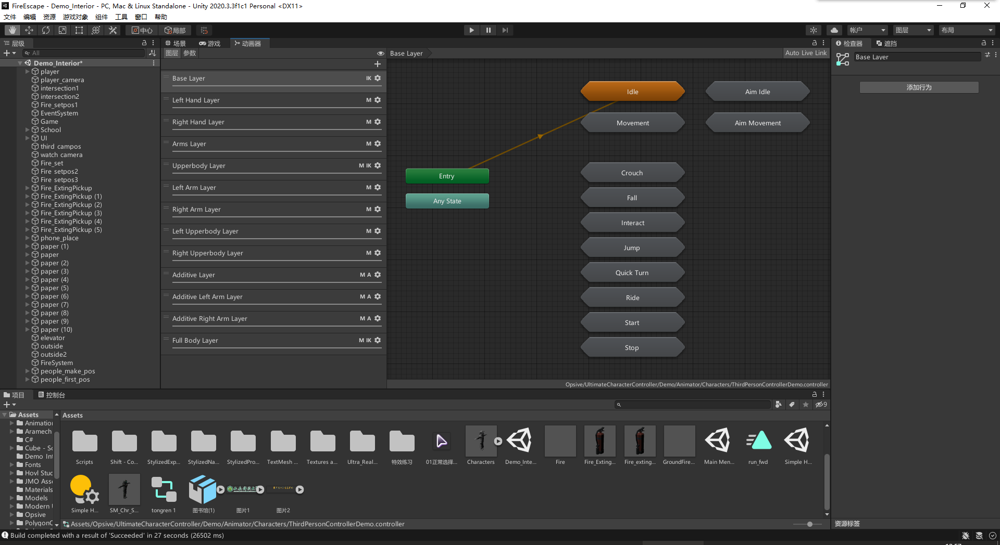 FireEscape - Demo_Interior - PC, Mac & Linux Standalone - Unity 2020.3.3f1c1 Personal <DX11>
文件 编辑 资源 游戏对象 组件 工具 窗口 帮助
中心 局部 帐户 图层 布局
层级
All
Demo_Interior*
player
player_camera
intersection1
intersection2
Fire_setpos1
EventSystem
Game
School
UI
third campos
watch camera
Fire_set
Fire setpos2
Fire setpos3
Fire_ExtingPickup
Fire_ExtingPickup (1)
Fire_ExtingPickup (2)
Fire_ExtingPickup (3)
Fire_ExtingPickup (4)
Fire_ExtingPickup (5)
phone_place
paper (1)
paper
paper (2)
paper (3)
paper (4)
paper (5)
paper (6)
paper (7)
paper (8)
paper (9)
paper (10)
elevator
outside
outside2
FireSystem
people_make_pos
people_first_pos
场景 游戏 动画器
图层 参数
Base Layer
Auto Live Link
Base Layer IK
Left Hand Layer M
Right Hand Layer M
Arms Layer M
Upperbody Layer M IK
Left Arm Layer M
Right Arm Layer M
Left Upperbody Layer M
Right Upperbody Layer M
Additive Layer M A
Additive Left Arm Layer M A
Additive Right Arm Layer M A
Full Body Layer M IK
Idle
Aim Idle
Movement
Aim Movement
Entry
Any State
Crouch
Fall
Interact
Jump
Quick Turn
Ride
Start
Stop
Opsive/UltimateCharacterController/Demo/Animator/Characters/ThirdPersonControllerDemo.controller
检查器 遮挡
Base Layer
添加行为
项目 控制台
9
Assets
Animation
Aramech
C#
Cube - So
Demo Int
Fonts
Hovl Stud
JMO Asse
Materials
Models
Modern U
Opsive
PolygonC
Assets
Scripts
Shift - Co...
StylizedExp...
StylizedNa...
StylizedPro...
TextMesh ...
Textures a...
Ultra_Real...
特效练习
01正常选择...
Characters
Demo_Inte...
Fire
Fire_Exting...
Fire_exting...
GroundFire...
Main Men...
run_fwd
Simple H...
Simple H...
SM_Chr_S...
tongren 1
图书馆(1)
图片1
图片2
Assets/Opsive/UltimateCharacterController/Demo/Animator/Characters/ThirdPersonControllerDemo.controller
资源标签
Build completed with a result of 'Succeeded' in 27 seconds (26502 ms)